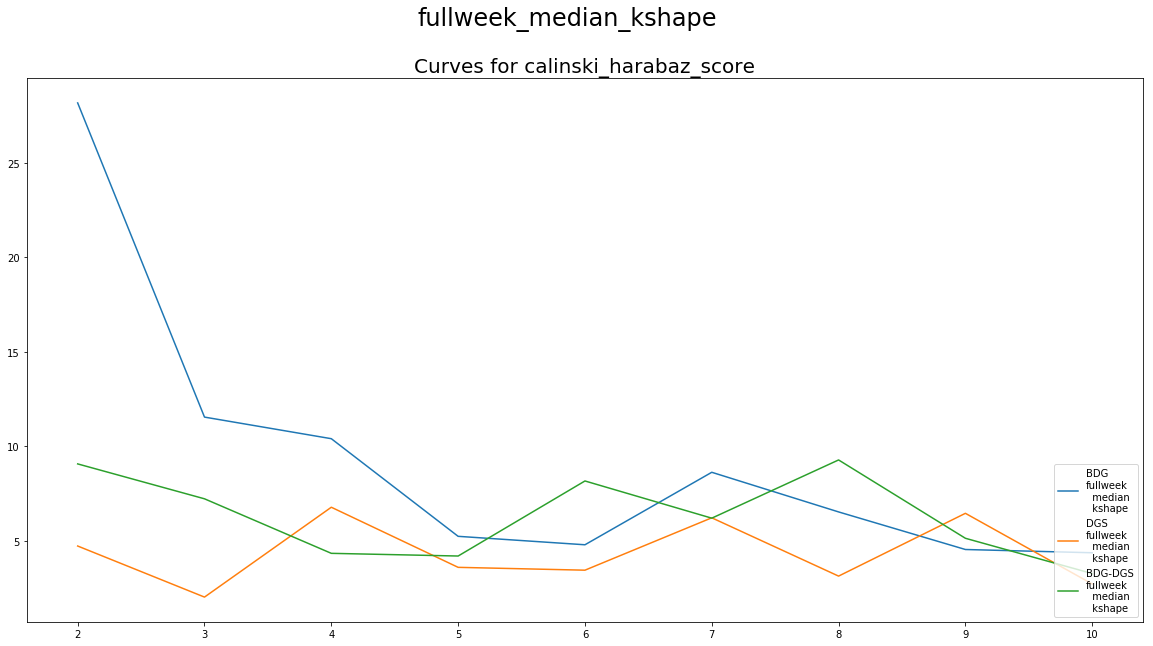 fullweek_median_kshape
Curves for calinski_harabaz_score
25
20
15
10
5
2 3 4 5 6 7 8 9 10
BDG
fullweek
median
kshape
DGS
fullweek
median
kshape
BDG-DGS
fullweek
median
kshape